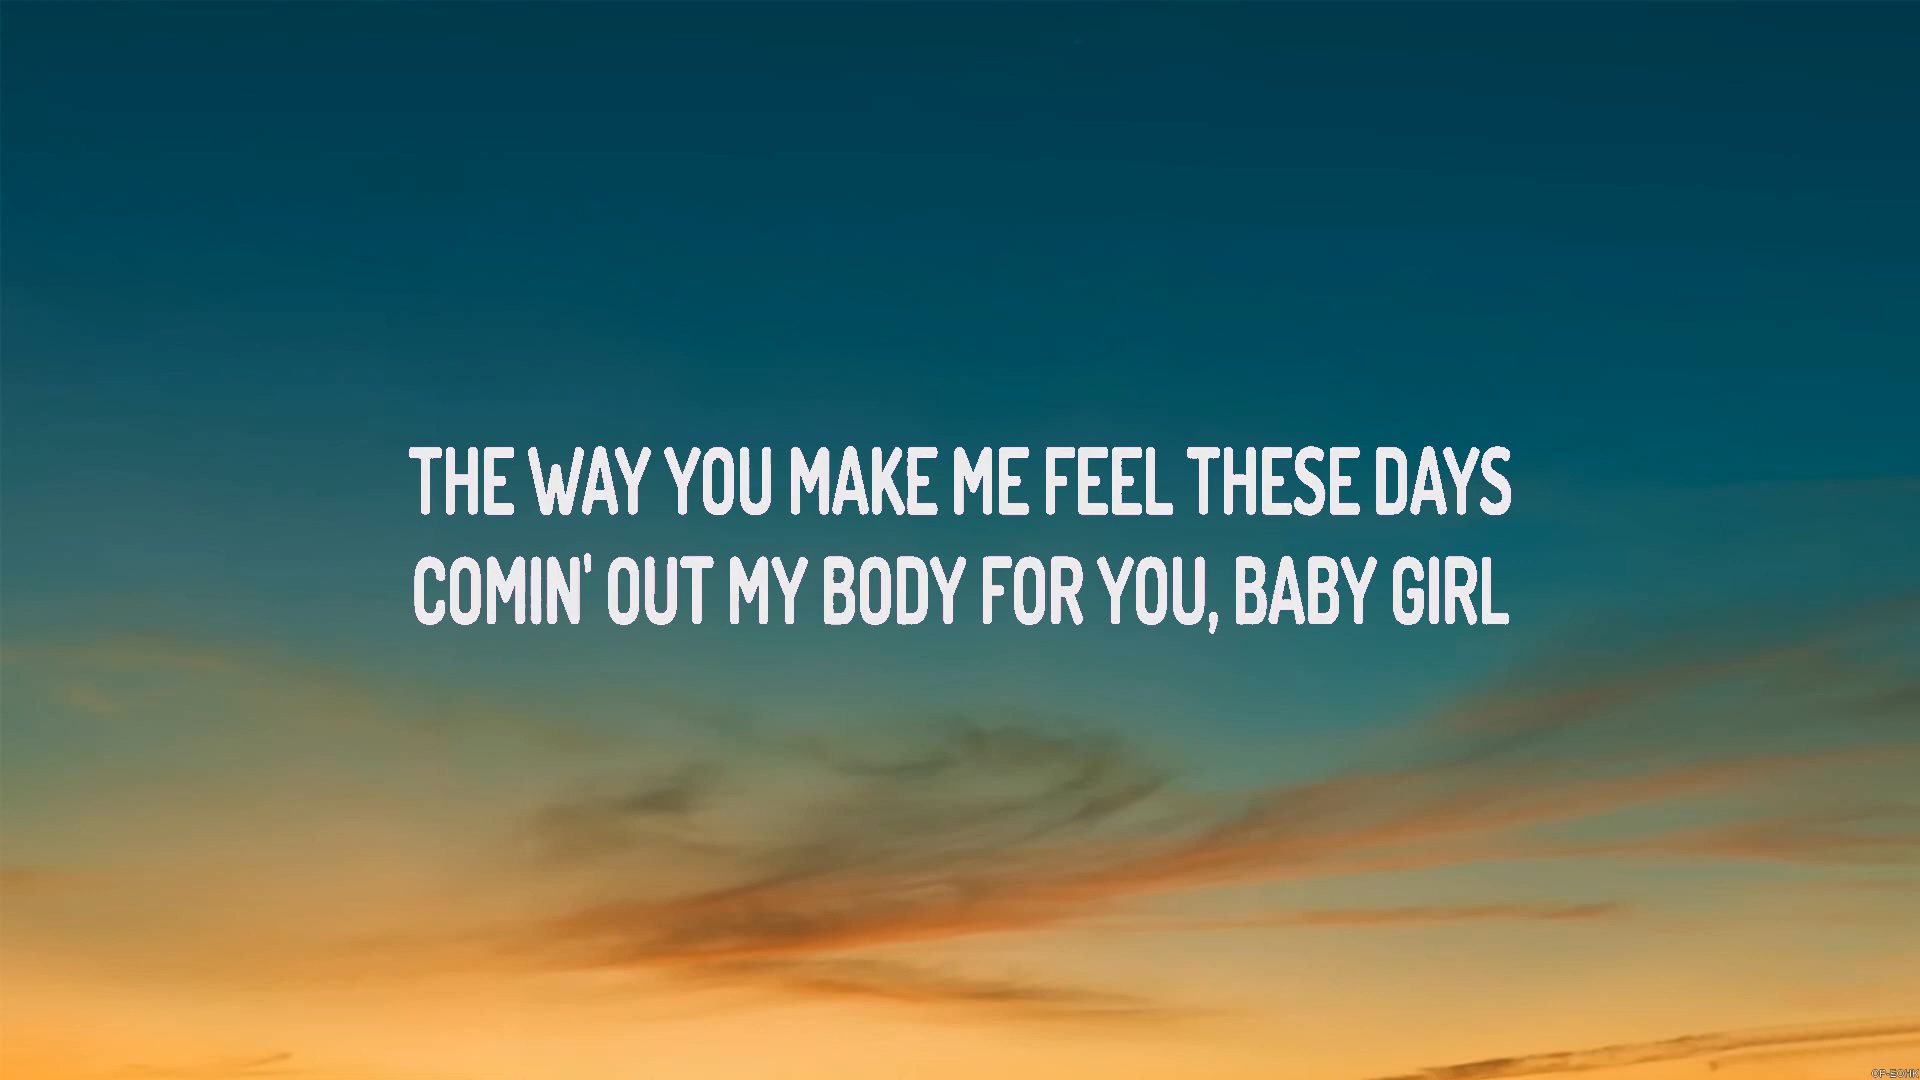 THE WAY YOU MAKE ME FEEL THESE DAYS
COMIN' OUT MY BODY FOR YOU, BABY GIRL